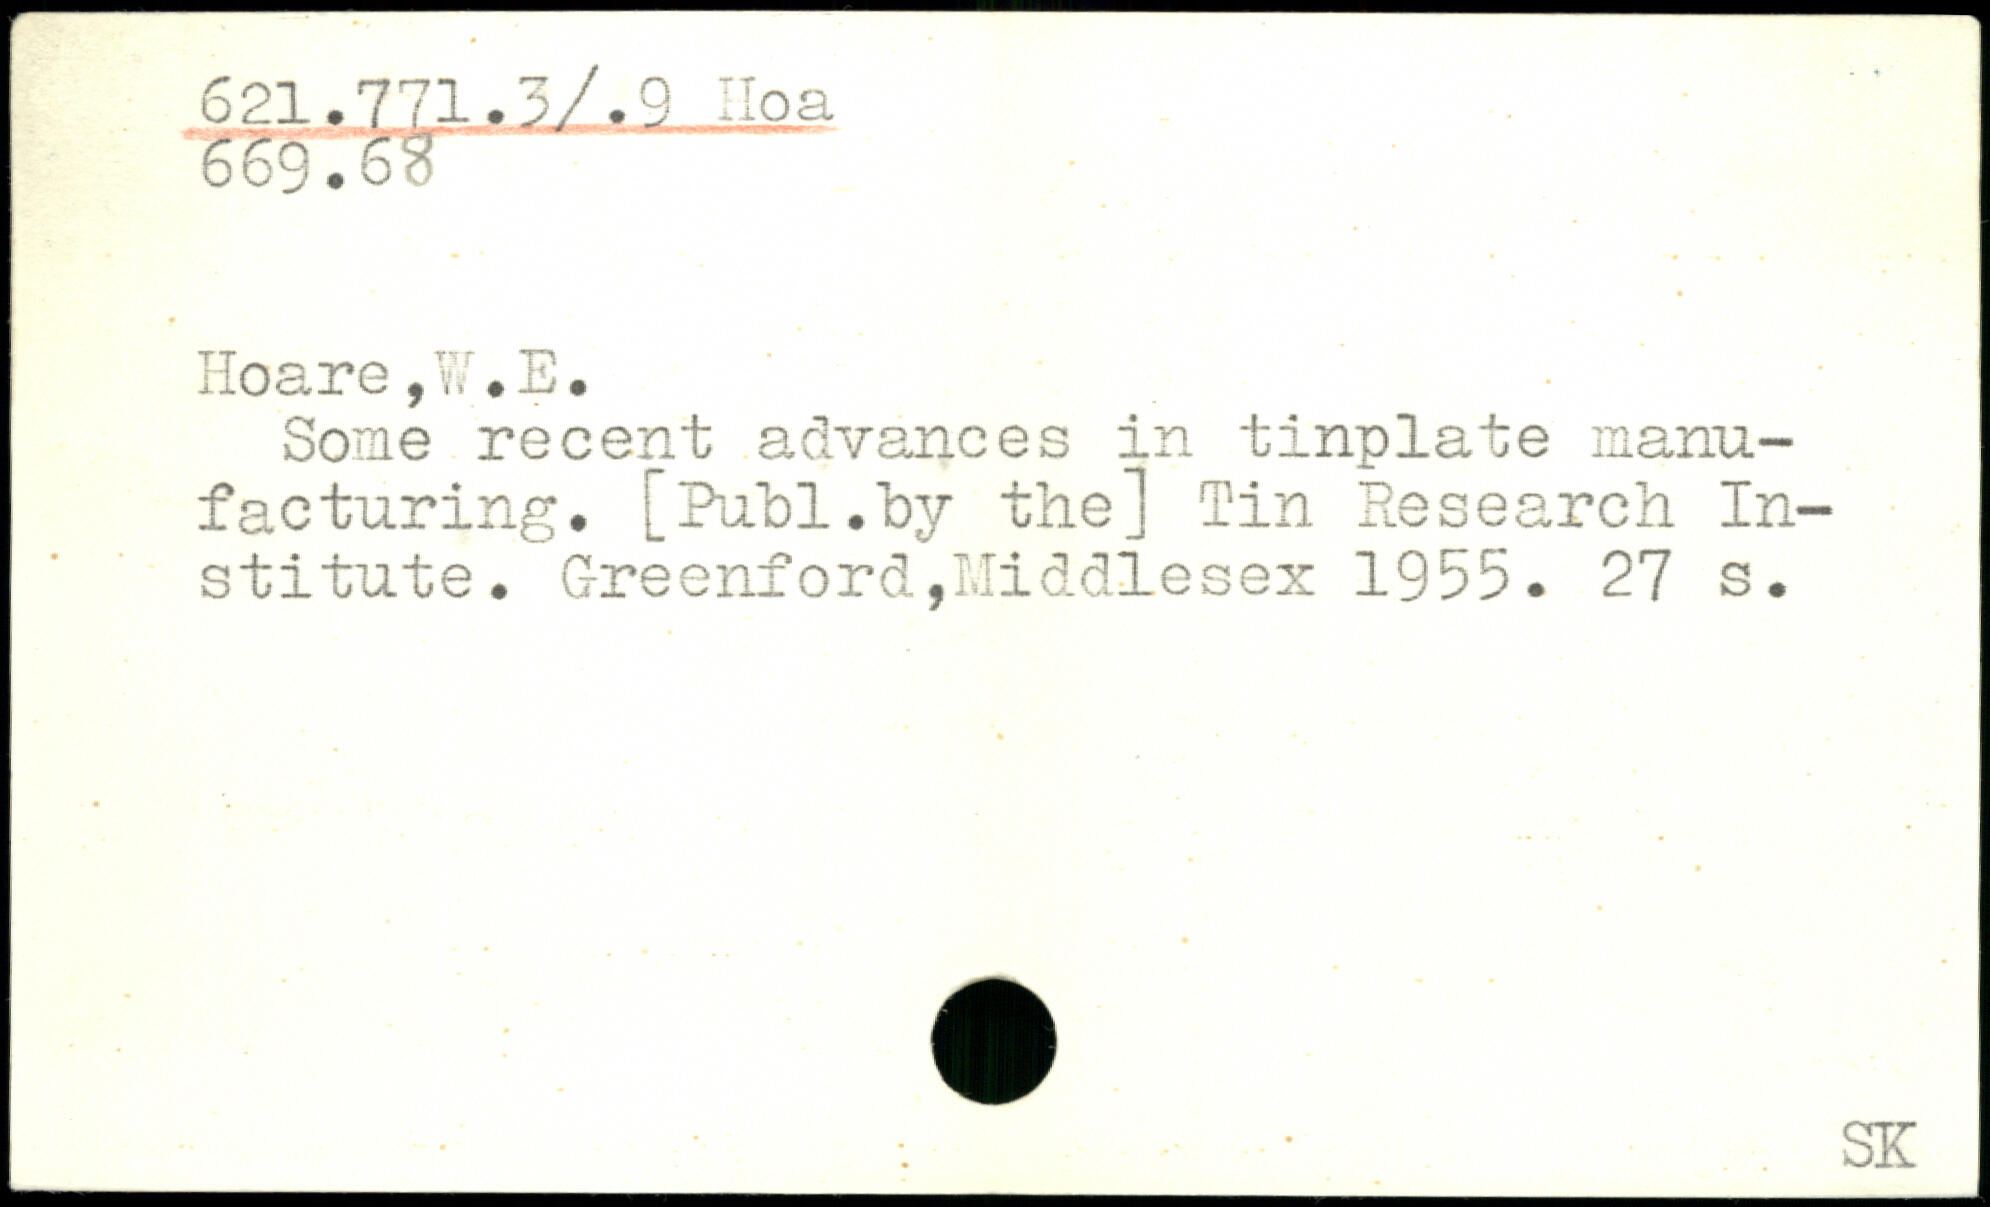 621.771.3/.9 Hoa
669.68
Hoare,W.E.
Some recent advances in tinplate manu-
facturing. [Publ.by the] Tin Research In-
stitute. Greenford,Middlesex 1955. 27 s.
SK